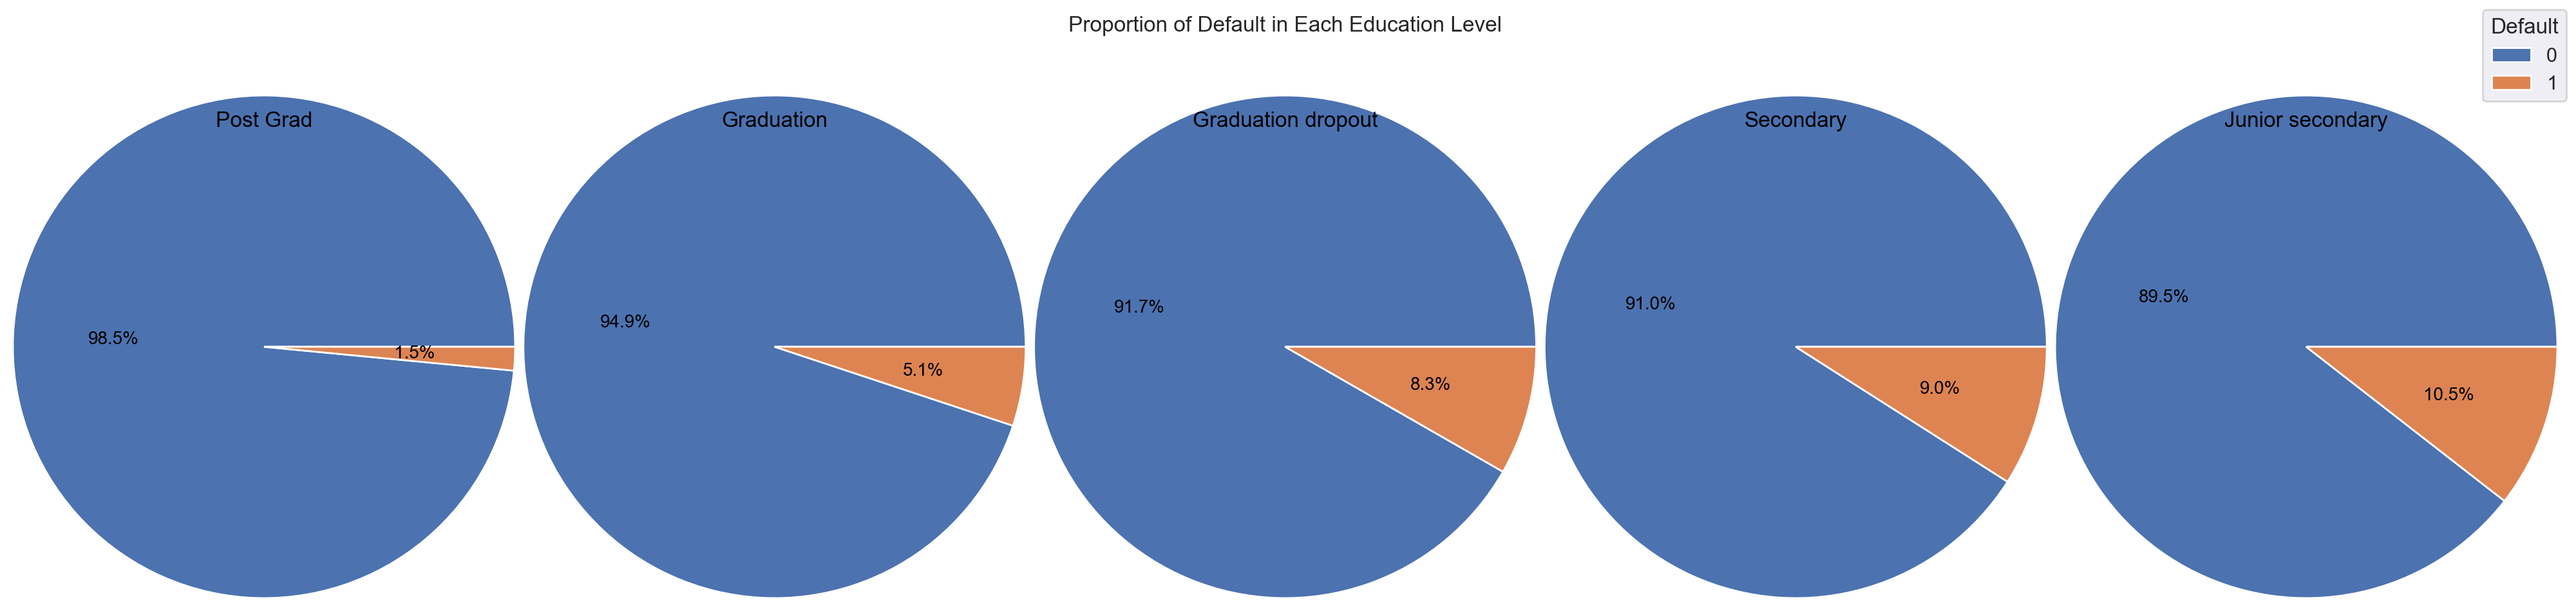 Proportion of Default in Each Education Level
Default
0
1
Post Grad
98.5%
1.5%
Graduation
94.9%
5.1%
Graduation dropout
91.7%
8.3%
Secondary
91.0%
9.0%
Junior secondary
89.5%
10.5%